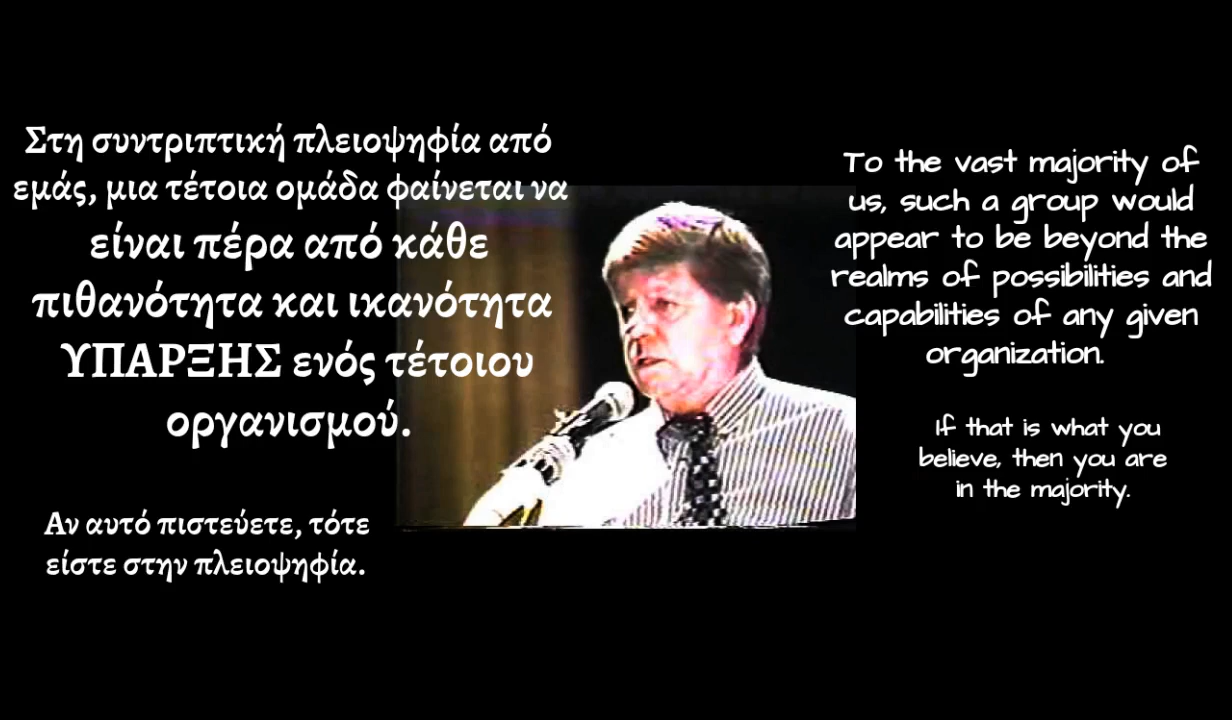 Στη συντριπτική πλειοψηφία από
εμάς, μια τέτοια ομάδα φαίνεται να
είναι πέρα από κάθε
πιθανότητα και ικανότητα
ΥΠΑΡΞΗΣ ενός τέτοιου
οργανισμού.
Αν αυτό πιστεύετε, τότε
είστε στην πλειοψηφία.
To the vast majority of
us, such a group would
appear to be beyond the
realms of possibilities and
capabilities of any given
organization.
If that is what you
believe, then you are
in the majority.